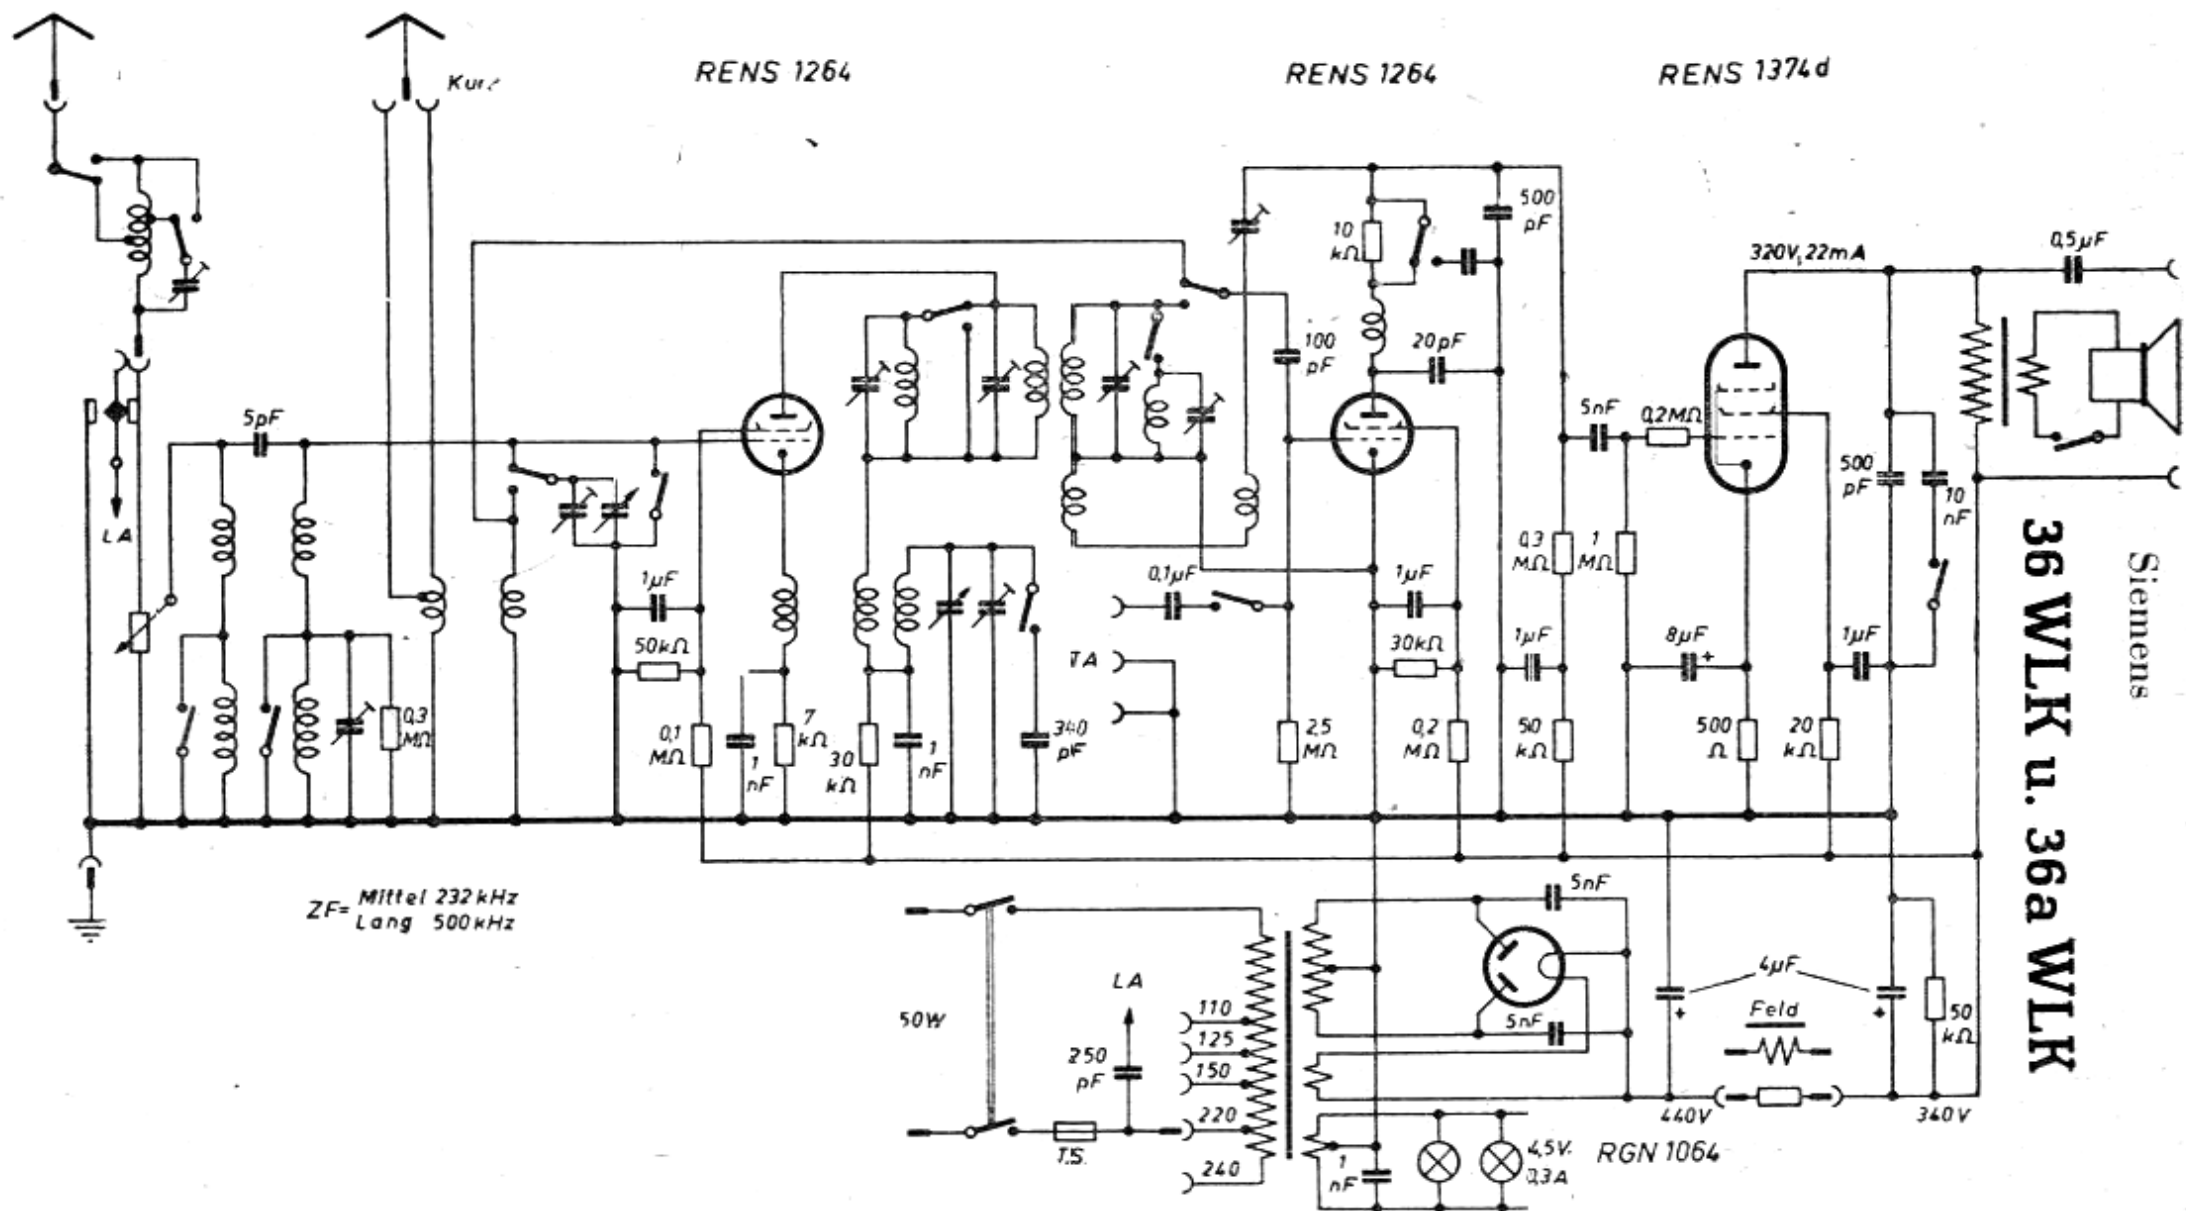 RENS 1264
RENS 1264
RENS 1374d
320V, 22mA
0,5µF
500
pF
10
kΩ
100
pF
20pF
5pF
5nF
0,2MΩ
500
pF
10
nF
LA
0,3
MΩ
1
MΩ
1µF
50kΩ
0,1µF
1µF
30kΩ
1µF
8µF
+
1µF
TA
0,3
MΩ
0,1
MΩ
1
nF
7
kΩ
30
kΩ
1
nF
340
pF
2,5
MΩ
0,2
MΩ
50
kΩ
500
Ω
20
kΩ
Siemens
36 WLK u. 36a WLK
ZF= Mittel 232 kHz
Lang 500 kHz
5nF
50W
LA
250
pF
110
125
150
220
240
T.S.
5nF
4µF
+
+
Feld
50
kΩ
440V
340V
1
nF
4,5V.
0,3A
RGN 1064